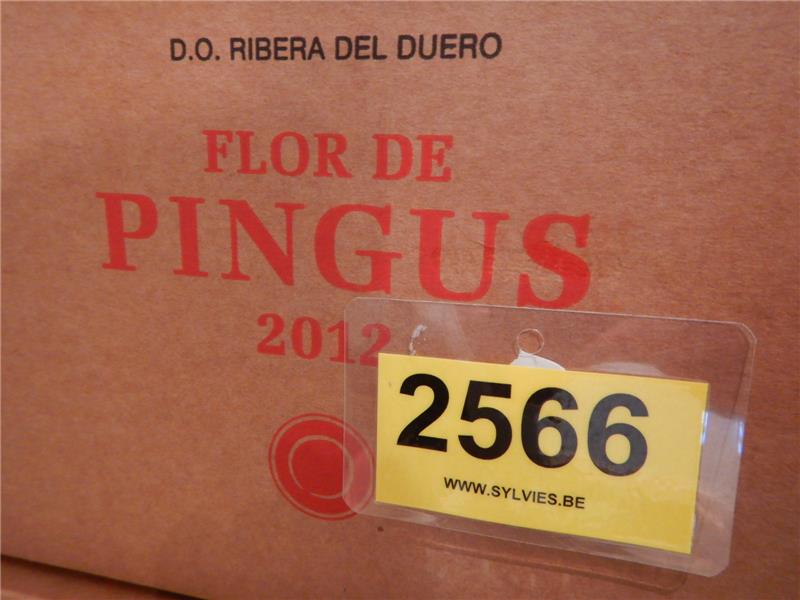 D.O. RIBERA DEL DUERO
FLOR DE
PINGUS
2012
2566
WWW.SYLVIES.BE